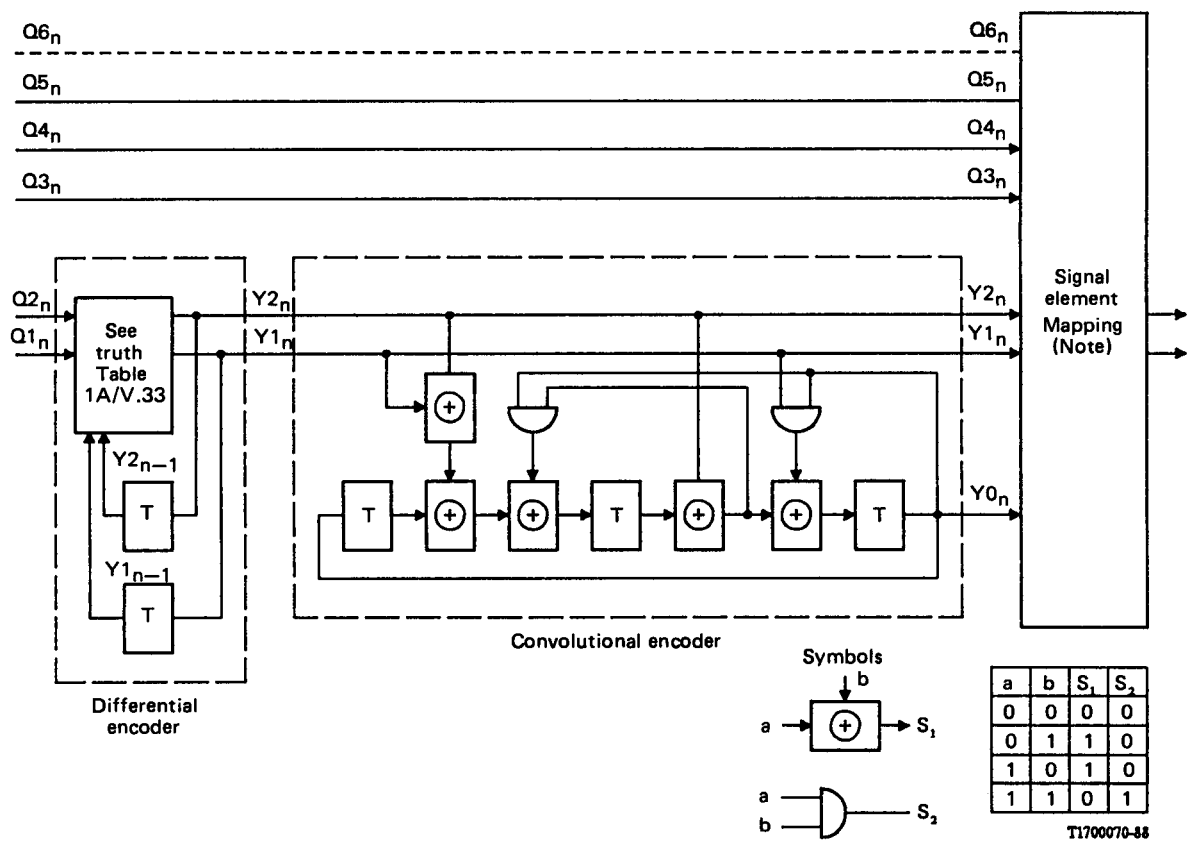 Q6n Q6n
Q5n Q5n
Q4n Q4n
Q3n Q3n
Q2n
Q1n
See
truth
Table
1A/V.33
Y2n
Y1n
Y2n
Y1n
Signal
element
Mapping
(Note)
+
Y2n–1
T
Y1n–1
T
T
+
+
T
+
+
T
Y0n
Convolutional encoder
Differential
encoder
Symbols
b
a
+
S1
a
b
S2
a b S1 S2
0 0 0 0
0 1 1 0
1 0 1 0
1 1 0 1
T1700070-88